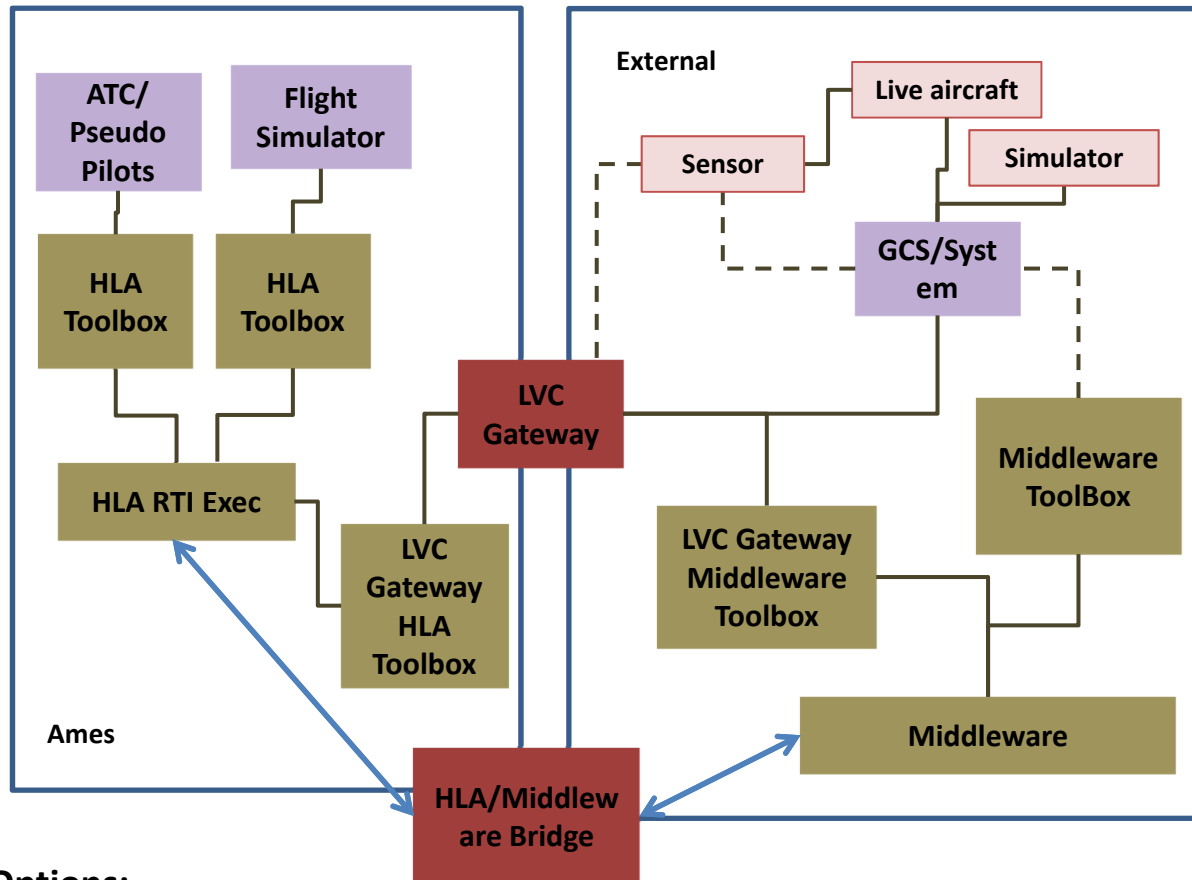 External
ATC/
Pseudo
Pilots
Flight
Simulator
Live aircraft
Sensor
Simulator
HLA
Toolbox
HLA
Toolbox
GCS/Syst
em
LVC
Gateway
HLA RTI Exec
LVC
Gateway
HLA
Toolbox
LVC Gateway
Middleware
Toolbox
Middleware
ToolBox
Ames
Middleware
HLA/Middlew
are Bridge
Options: